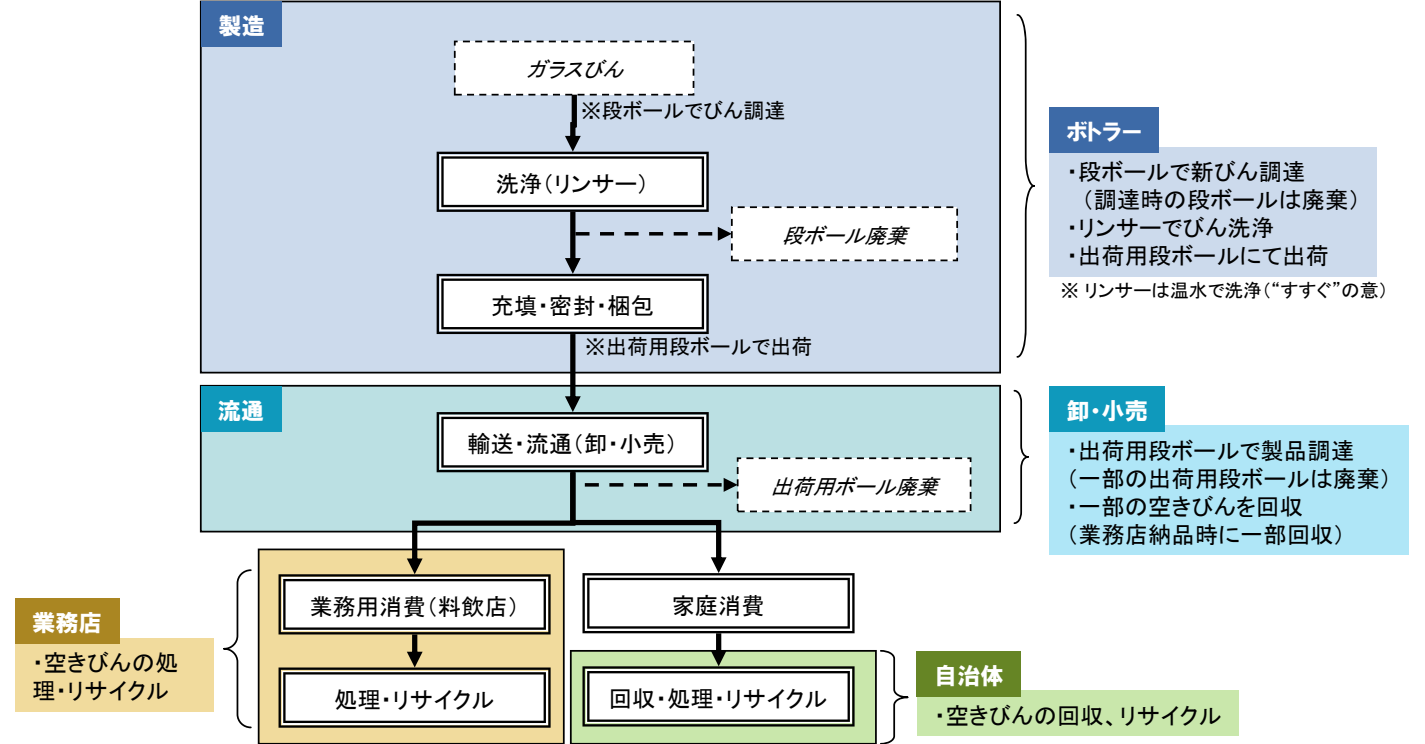 製造
ガラスびん
※段ボールでびん調達
洗浄(リンサー)
段ボール廃棄
充填・密封・梱包
※出荷用段ボールで出荷
ボトラー
・段ボールで新びん調達
(調達時の段ボールは廃棄)
・リンサーでびん洗浄
・出荷用段ボールにて出荷
※ リンサーは温水で洗浄(“すすぐ”の意)
流通
輸送・流通(卸・小売)
出荷用ボール廃棄
卸・小売
・出荷用段ボールで製品調達
(一部の出荷用段ボールは廃棄)
・一部の空きびんを回収
(業務店納品時に一部回収)
業務用消費(料飲店)
家庭消費
業務店
・空きびんの処
理・リサイクル
処理・リサイクル
回収・処理・リサイクル
自治体
・空きびんの回収、リサイクル